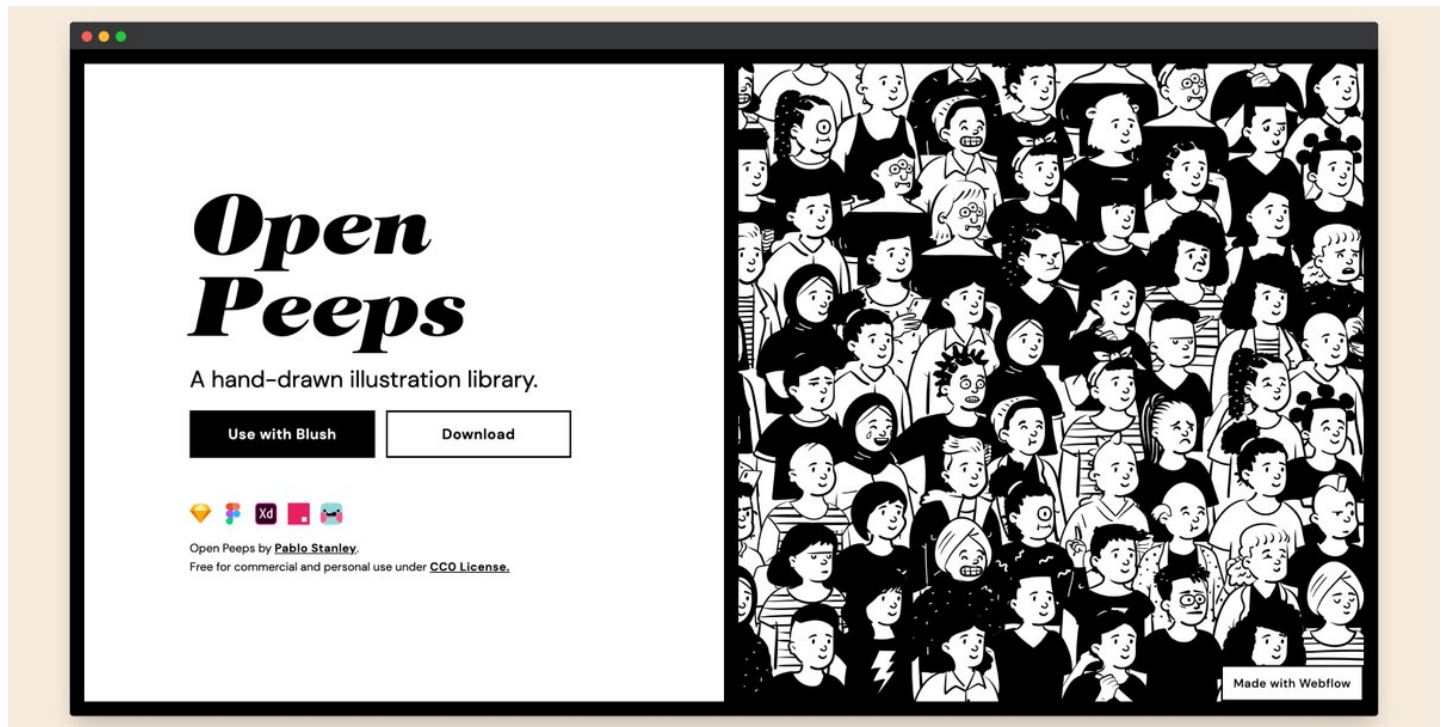 Open
Peeps
A hand-drawn illustration library.
Use with Blush
Download
Xd
Open Peeps by Pablo Stanley.
Free for commercial and personal use under CC0 License.
Made with Webflow